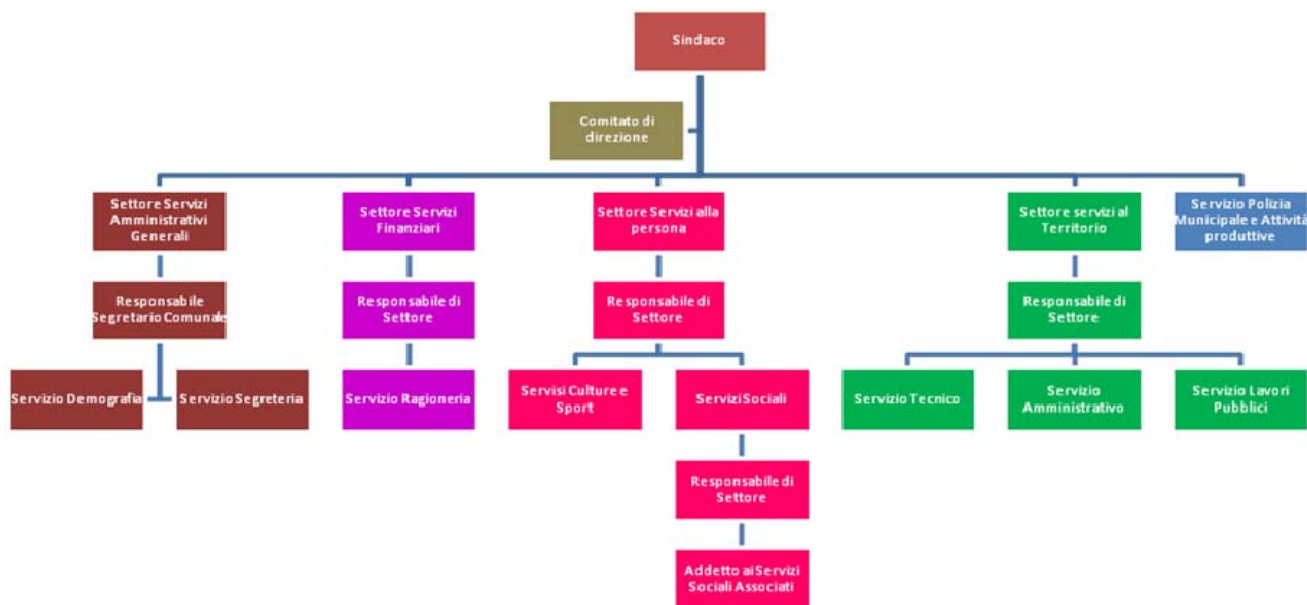 Sindaco
Comitato di
direzione
Settore Servizi
Amministrativi
Generali
Settore Servizi
Finanziari
Settore Servizi alla
persona
Settore servizi al
Territorio
Servizio Polizia
Municipale e Attività
produttive
Responsabile
Segretario Comunale
Responsabile di
Settore
Responsabile di
Settore
Responsabile di
Settore
Servizio Demografia
Servizio Segreteria
Servizio Ragioneria
Servisi Culture e
Sport
Servizi Sociali
Servizio Tecnico
Servizio
Amministrativo
Servizio Lavori
Pubblici
Responsabile di
Settore
Addetto ai Servizi
Sociali Associati